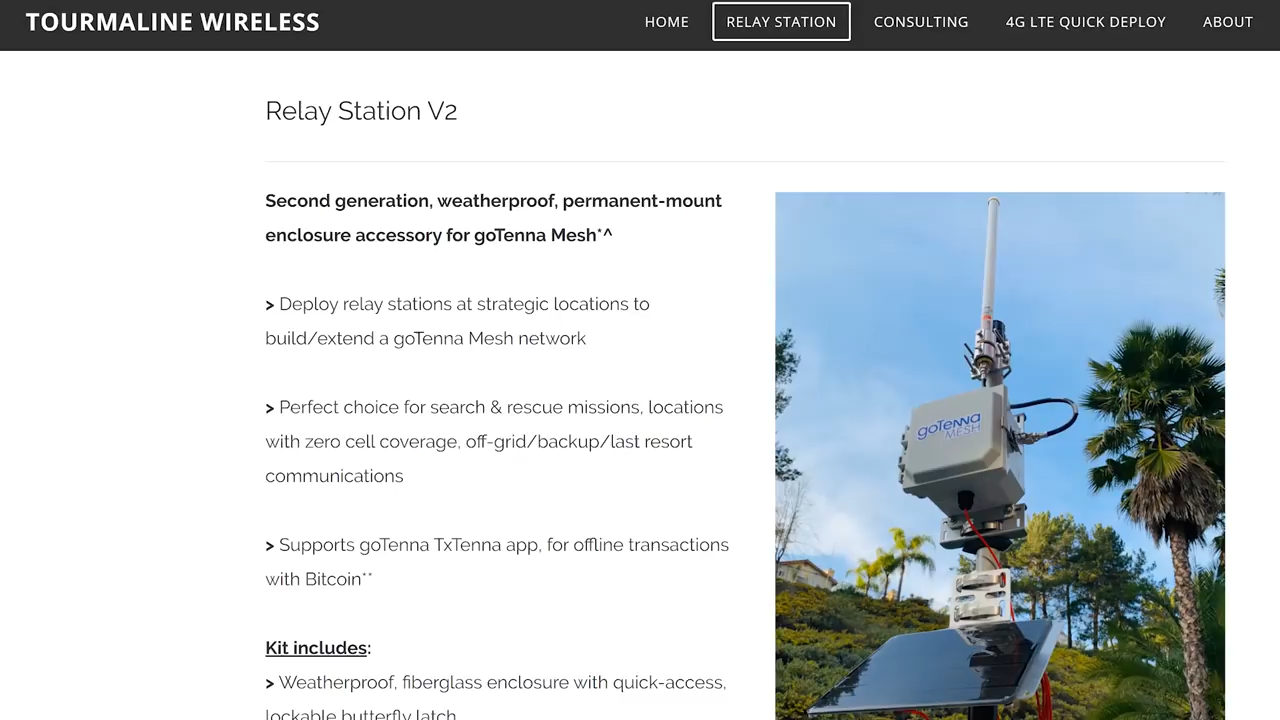 TOURMALINE WIRELESS
HOME
RELAY STATION
CONSULTING
4G LTE QUICK DEPLOY
ABOUT
Relay Station V2
Second generation, weatherproof, permanent-mount
enclosure accessory for goTenna Mesh*^
> Deploy relay stations at strategic locations to
build/extend a goTenna Mesh network
> Perfect choice for search & rescue missions, locations
with zero cell coverage, off-grid/backup/last resort
communications
> Supports goTenna TxTenna app, for offline transactions
with Bitcoin**
Kit includes:
> Weatherproof, fiberglass enclosure with quick-access,
lockable butterfly latch
goTenna
MESH